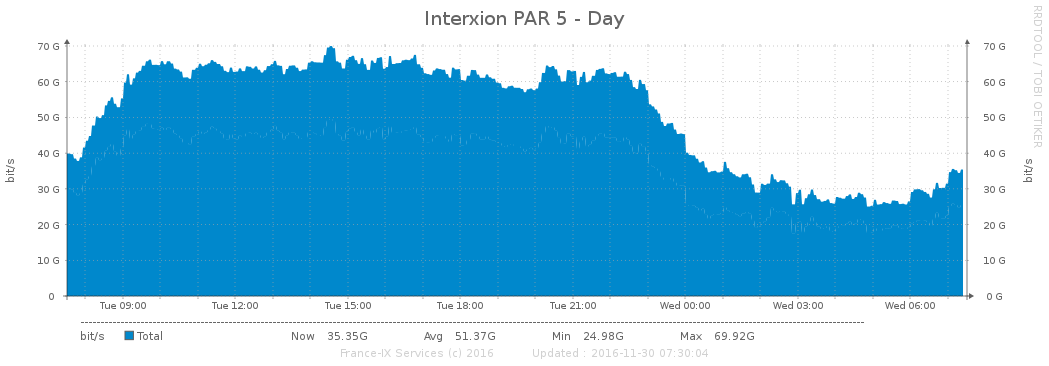 Interxion PAR 5 - Day
RRDTOOL / TOBI OETIKER
bit/s
70 G
60 G
50 G
40 G
30 G
20 G
10 G
0
70 G
60 G
50 G
40 G
30 G
20 G
10 G
0 G
bit/s
Tue 09:00 Tue 12:00 Tue 15:00 Tue 18:00 Tue 21:00 Wed 00:00 Wed 03:00 Wed 06:00
bit/s Total Now 35.35G Avg 51.37G Min 24.98G Max 69.92G
France-IX Services (c) 2016 Updated : 2016-11-30 07:30:04